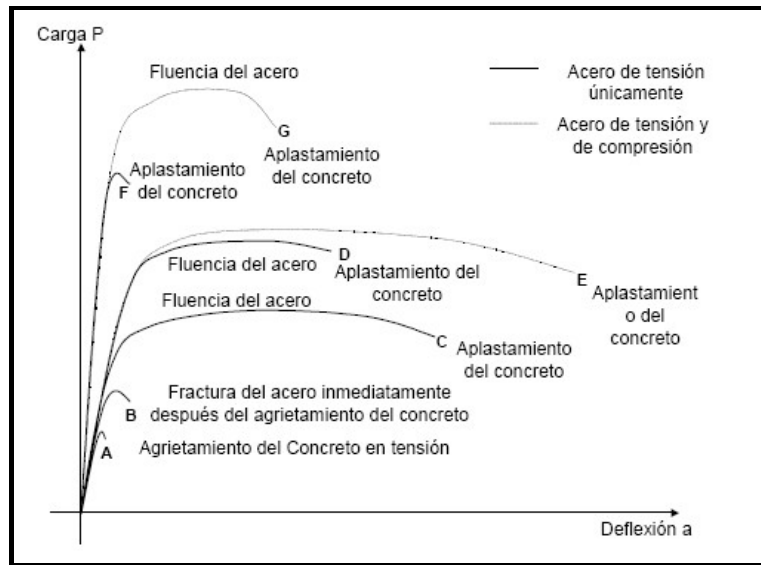 Carga P
Fluencia del acero
Acero de tensión
únicamente
Acero de tensión y
de compresión
G
Aplastamiento
del concreto
F
Aplastamiento
del concreto
D
Fluencia del acero
Aplastamiento del
concreto
E
Aplastamient
o del
concreto
Fluencia del acero
C
Aplastamiento
del concreto
Fractura del acero inmediatamente
después del agrietamiento del concreto
B
A
Agrietamiento del Concreto en tensión
Deflexión a